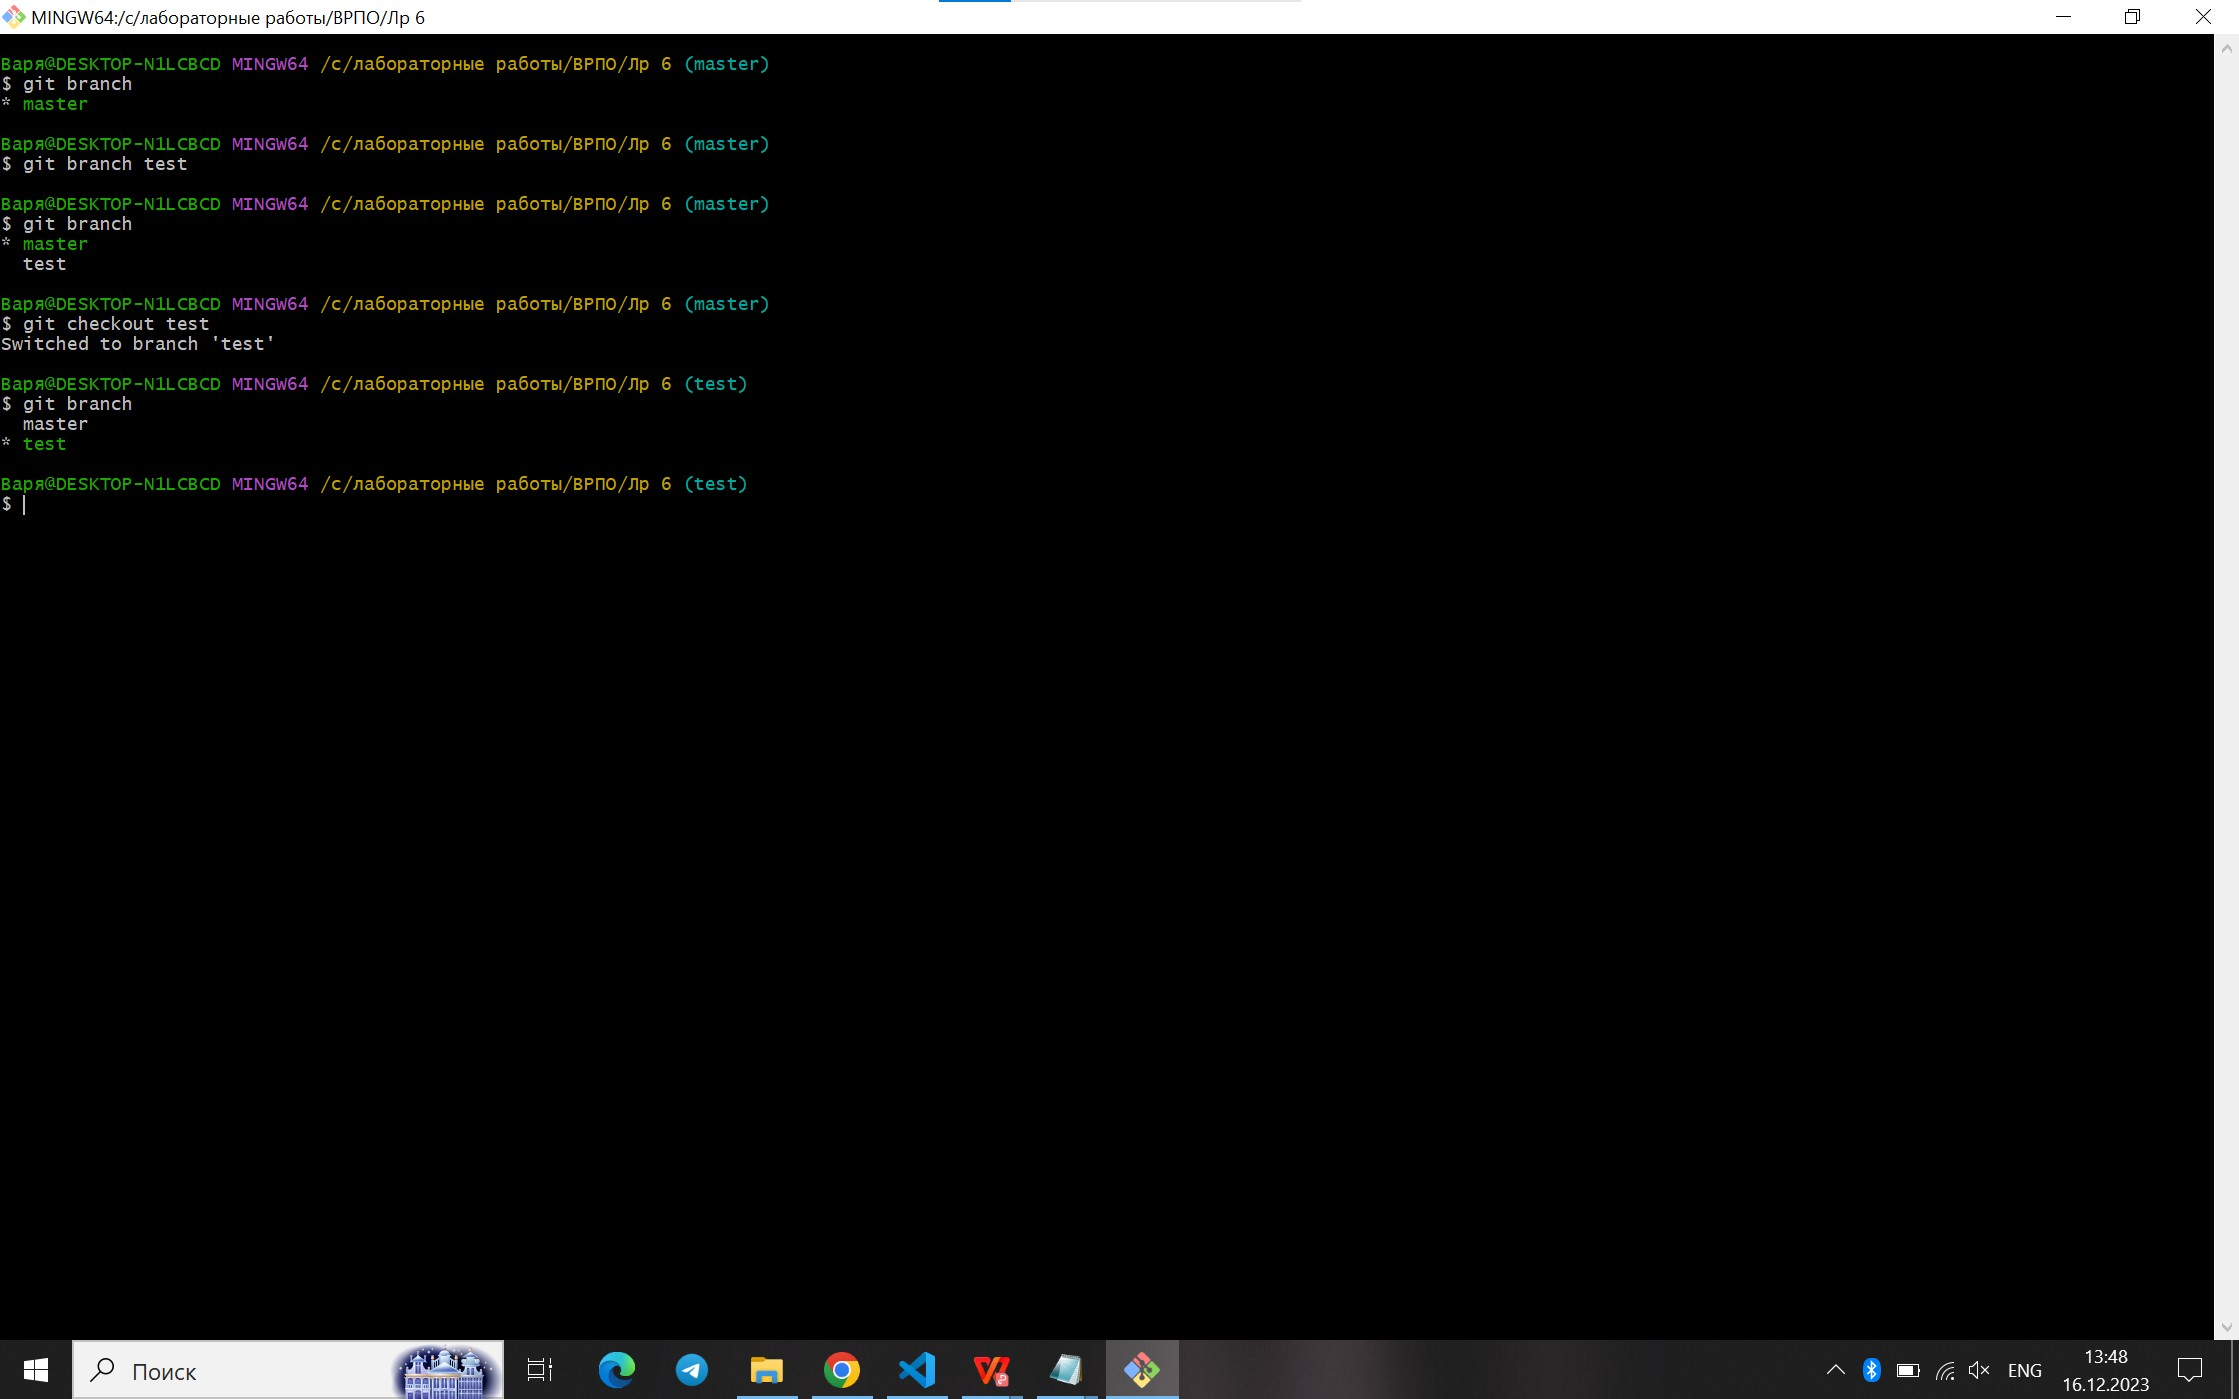 MINGW64:/c/лабораторные работы/ВРПО/Лр 6
Варя@DESKTOP-N1LCBCD MINGW64 /c/лабораторные работы/ВРПО/Лр 6 (master)
$ git branch
* master
Варя@DESKTOP-N1LCBCD MINGW64 /c/лабораторные работы/ВРПО/Лр 6 (master)
$ git branch test
Варя@DESKTOP-N1LCBCD MINGW64 /c/лабораторные работы/ВРПО/Лр 6 (master)
$ git branch
* master
  test
Варя@DESKTOP-N1LCBCD MINGW64 /c/лабораторные работы/ВРПО/Лр 6 (master)
$ git checkout test
Switched to branch 'test'
Варя@DESKTOP-N1LCBCD MINGW64 /c/лабораторные работы/ВРПО/Лр 6 (test)
$ git branch
  master
* test
Варя@DESKTOP-N1LCBCD MINGW64 /c/лабораторные работы/ВРПО/Лр 6 (test)
$
Поиск
ENG
13:48
16.12.2023